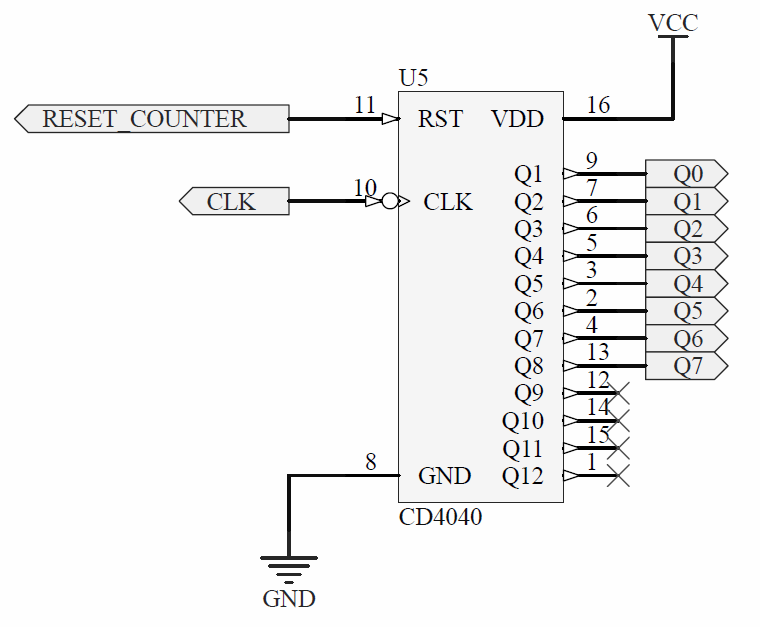 VCC
U5
RESET_COUNTER 11 RST VDD 16
Q1 9 Q0
CLK 10 CLK Q2 7 Q1
Q3 6 Q2
Q4 5 Q3
Q5 3 Q4
Q6 2 Q5
Q7 4 Q6
Q8 13 Q7
Q9 12
Q10 14
Q11 15
8 GND Q12 1
CD4040
GND